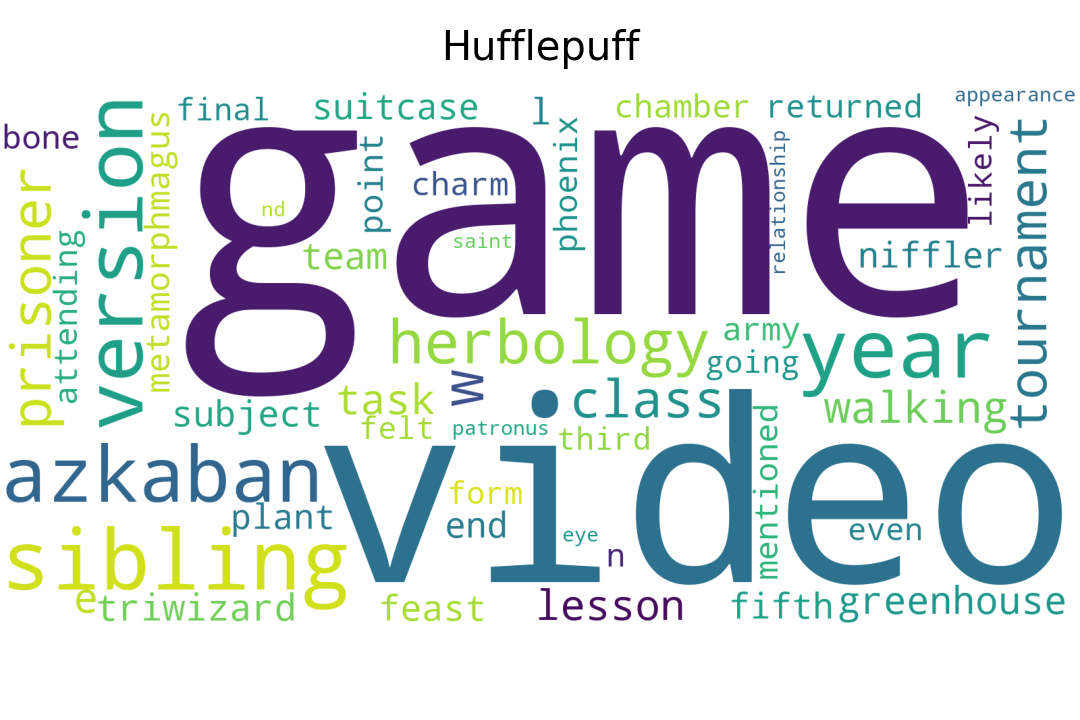 Hufflepuff
final
suitcase
l
chamber
returned
appearance
bone
version
metamorphmagus
game
point
charm
phoenix
relationship
likely
tournament
prisoner
attending
nd
team
saint
niffler
herbology
army
going
year
subject
task
w
class
walking
felt
patronus
third
azkaban
video
plant
form
end
eye
n
mentioned
even
sibling
e
triwizard
feast
lesson
fifth
greenhouse